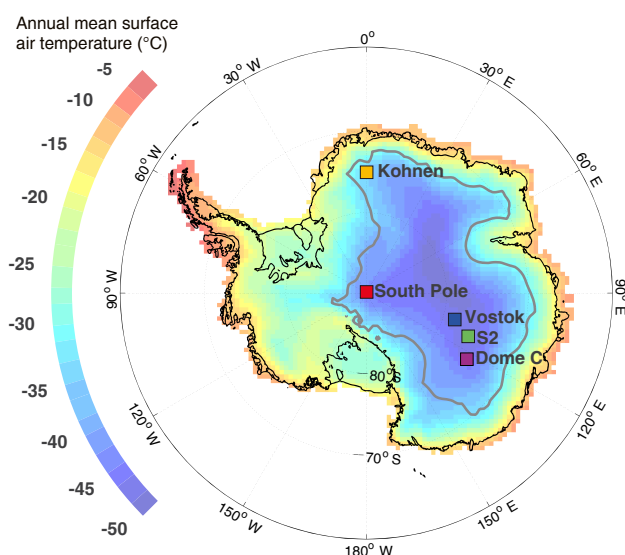 Annual mean surface
air temperature (°C)
-5
-10
-15
-20
-25
-30
-35
-40
-45
-50
0°
30° W
30° E
60° W
60° E
90° W
90° E
120° W
120° E
150° W
150° E
180° W
Kohnen
South Pole
Vostok
S2
Dome C
80° S
70° S